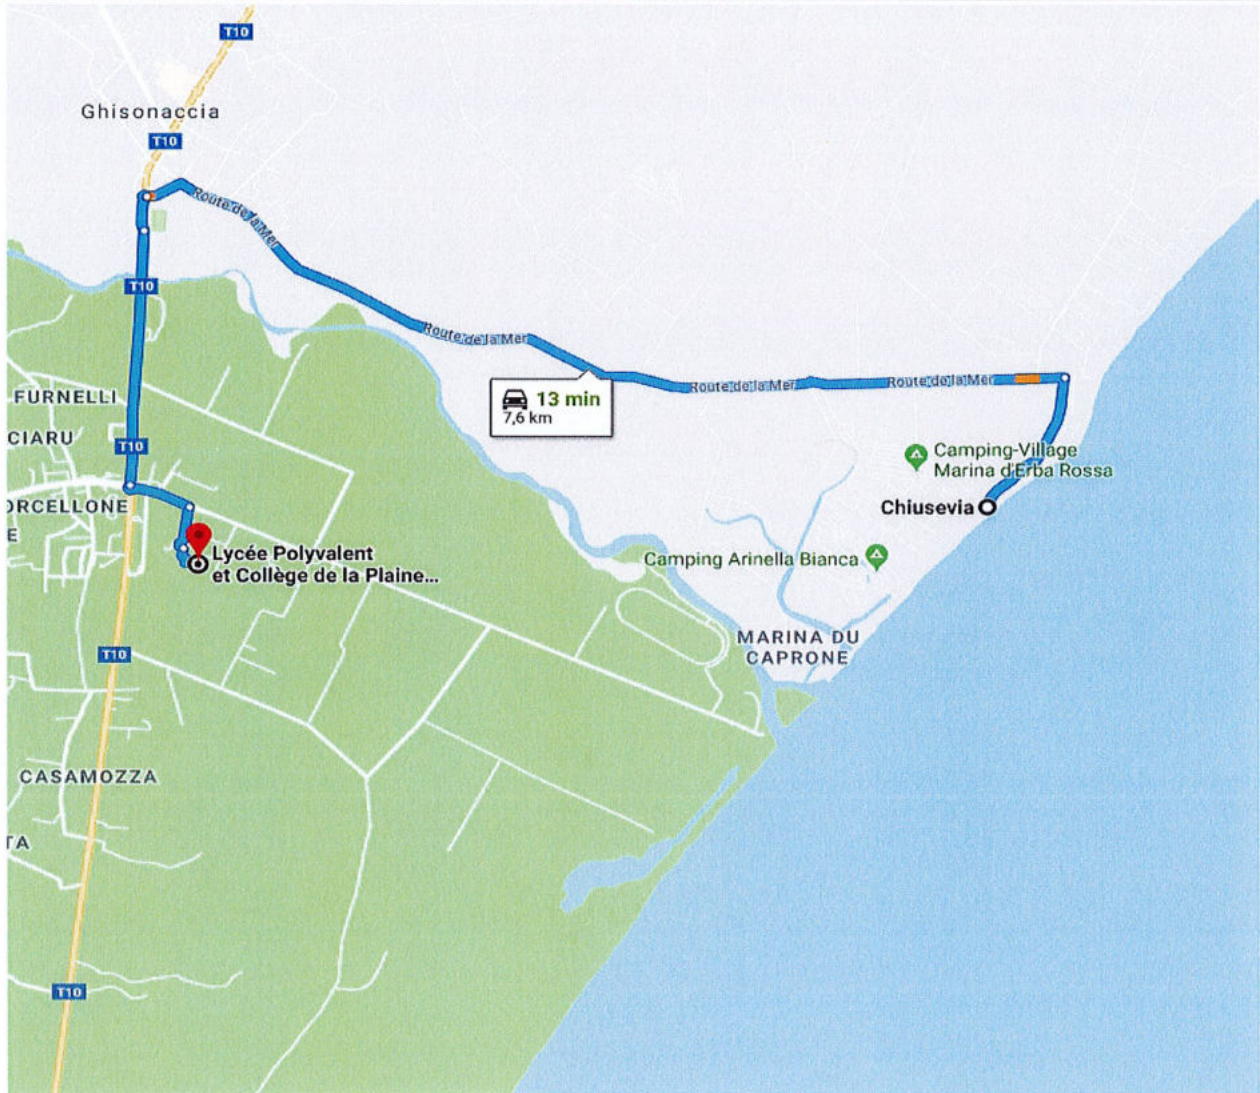 T10
Ghisonaccia
T10
Route de la Mer
T10
Route de la Mer
Route de la Mer
Route de la Mer
13 min
7,6 km
FURNELLI
CIARU
T10
Camping-Village
Marina d'Erba Rossa
ORCELLONE
E
Chiusevia
Lycée Polyvalent
et Collège de la Plaine...
Camping Arinella Bianca
MARINA DU
CAPRONE
T10
CASAMOZZA
TA
T10